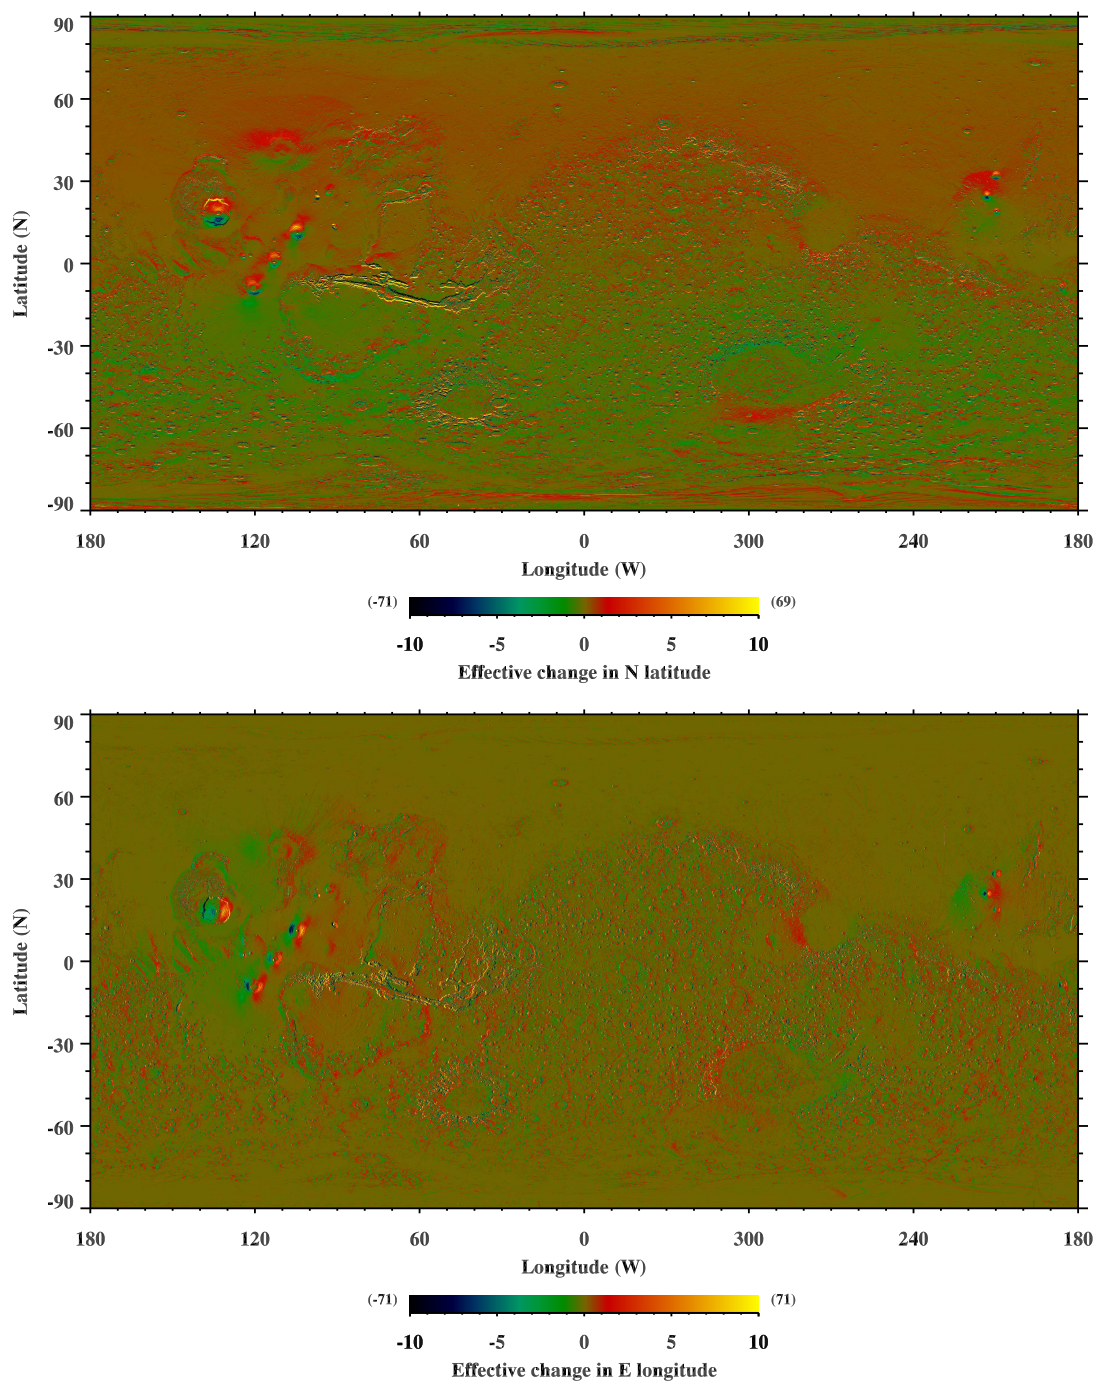 90
60
30
0
-30
-60
-90
Latitude (N)
180 120 60 0 300 240 180
Longitude (W)
(-71) (69)
-10 -5 0 5 10
Effective change in N latitude
90
60
30
0
-30
-60
-90
Latitude (N)
180 120 60 0 300 240 180
Longitude (W)
(-71) (71)
-10 -5 0 5 10
Effective change in E longitude